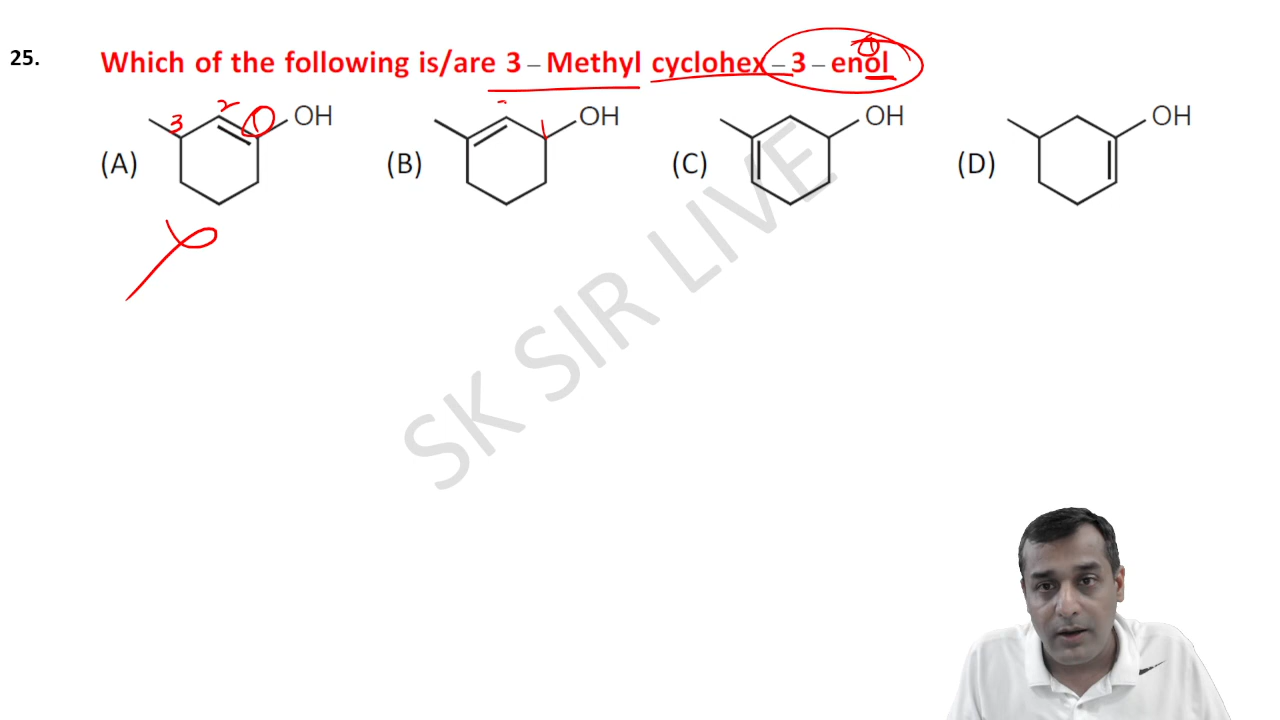 25. Which of the following is/are 3 – Methyl cyclohex – 3 – enol
1
3 2 1 OH
1 OH
OH
OH
(A) (B) (C) (D)
SK SIR LIVE